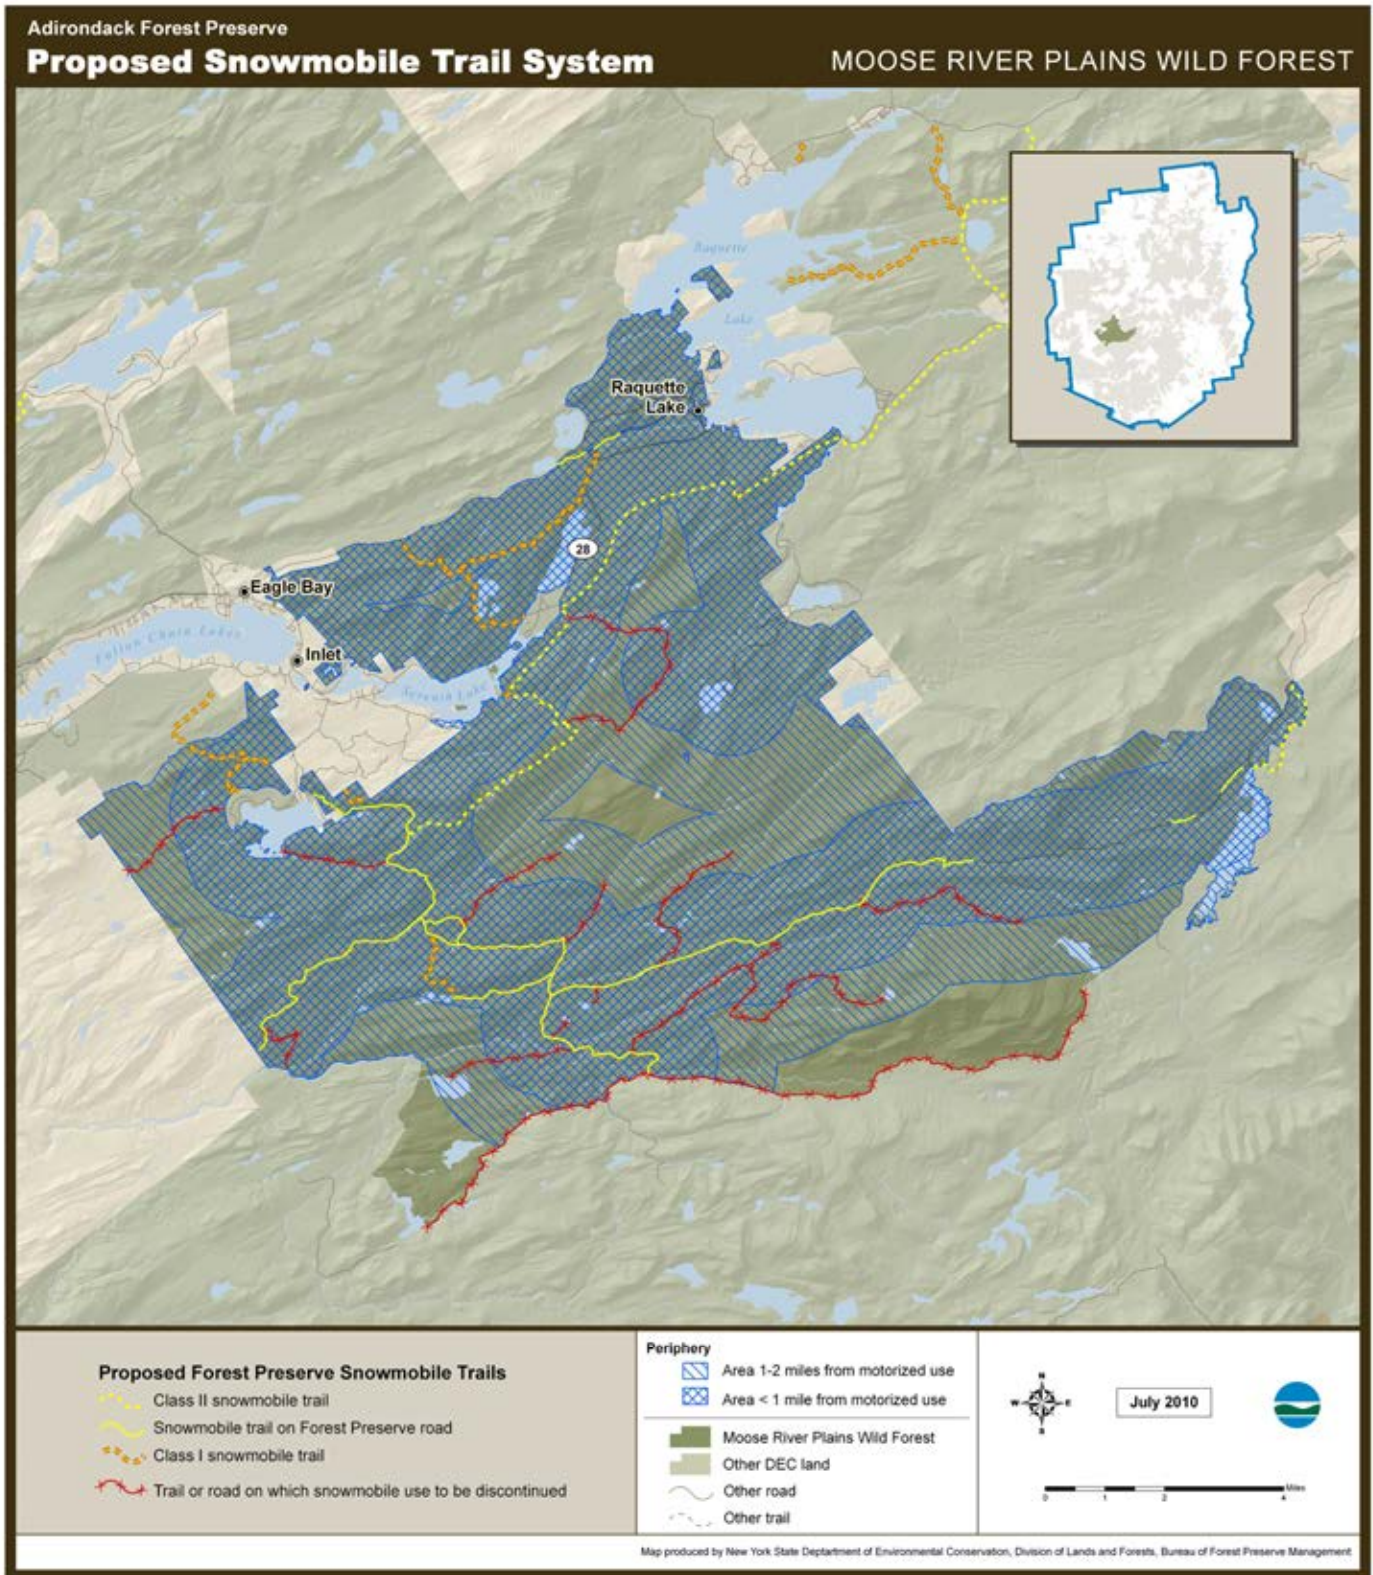 Adirondack Forest Preserve
Proposed Snowmobile Trail System
MOOSE RIVER PLAINS WILD FOREST
Raquette
Lake
Raquette
Lake
28
Eagle Bay
Fulton Chain Lakes
Inlet
Seventh Lake
Proposed Forest Preserve Snowmobile Trails
Class II snowmobile trail
Snowmobile trail on Forest Preserve road
Class I snowmobile trail
Trail or road on which snowmobile use to be discontinued
Periphery
Area 1-2 miles from motorized use
Area < 1 mile from motorized use
Moose River Plains Wild Forest
Other DEC land
Other road
Other trail
N
W E
S
July 2010
Miles
0 1 2 4
Map produced by New York State Deptartment of Environmental Conservation, Division of Lands and Forests, Bureau of Forest Preserve Management